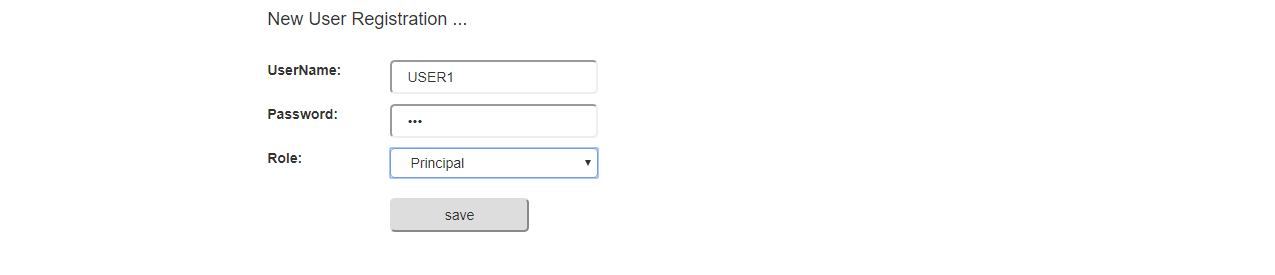 New User Registration ...
UserName: USER1
Password: •••
Role: Principal
save